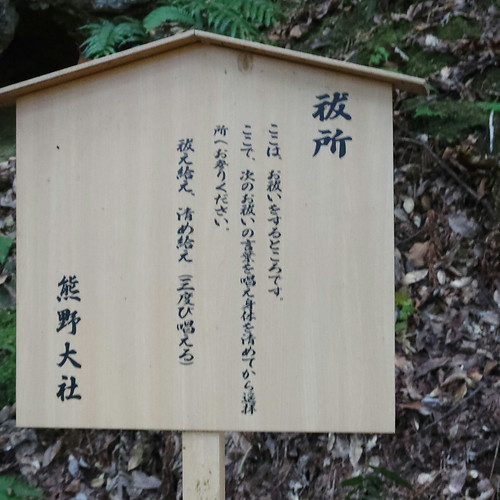 祓所
ここは、お祓いをするところです。
ここで、次のお祓いの言葉を唱え身体を清めてから遥拝
所へお参りください。
祓え給え、清め給え（三度び唱える）
熊野大社